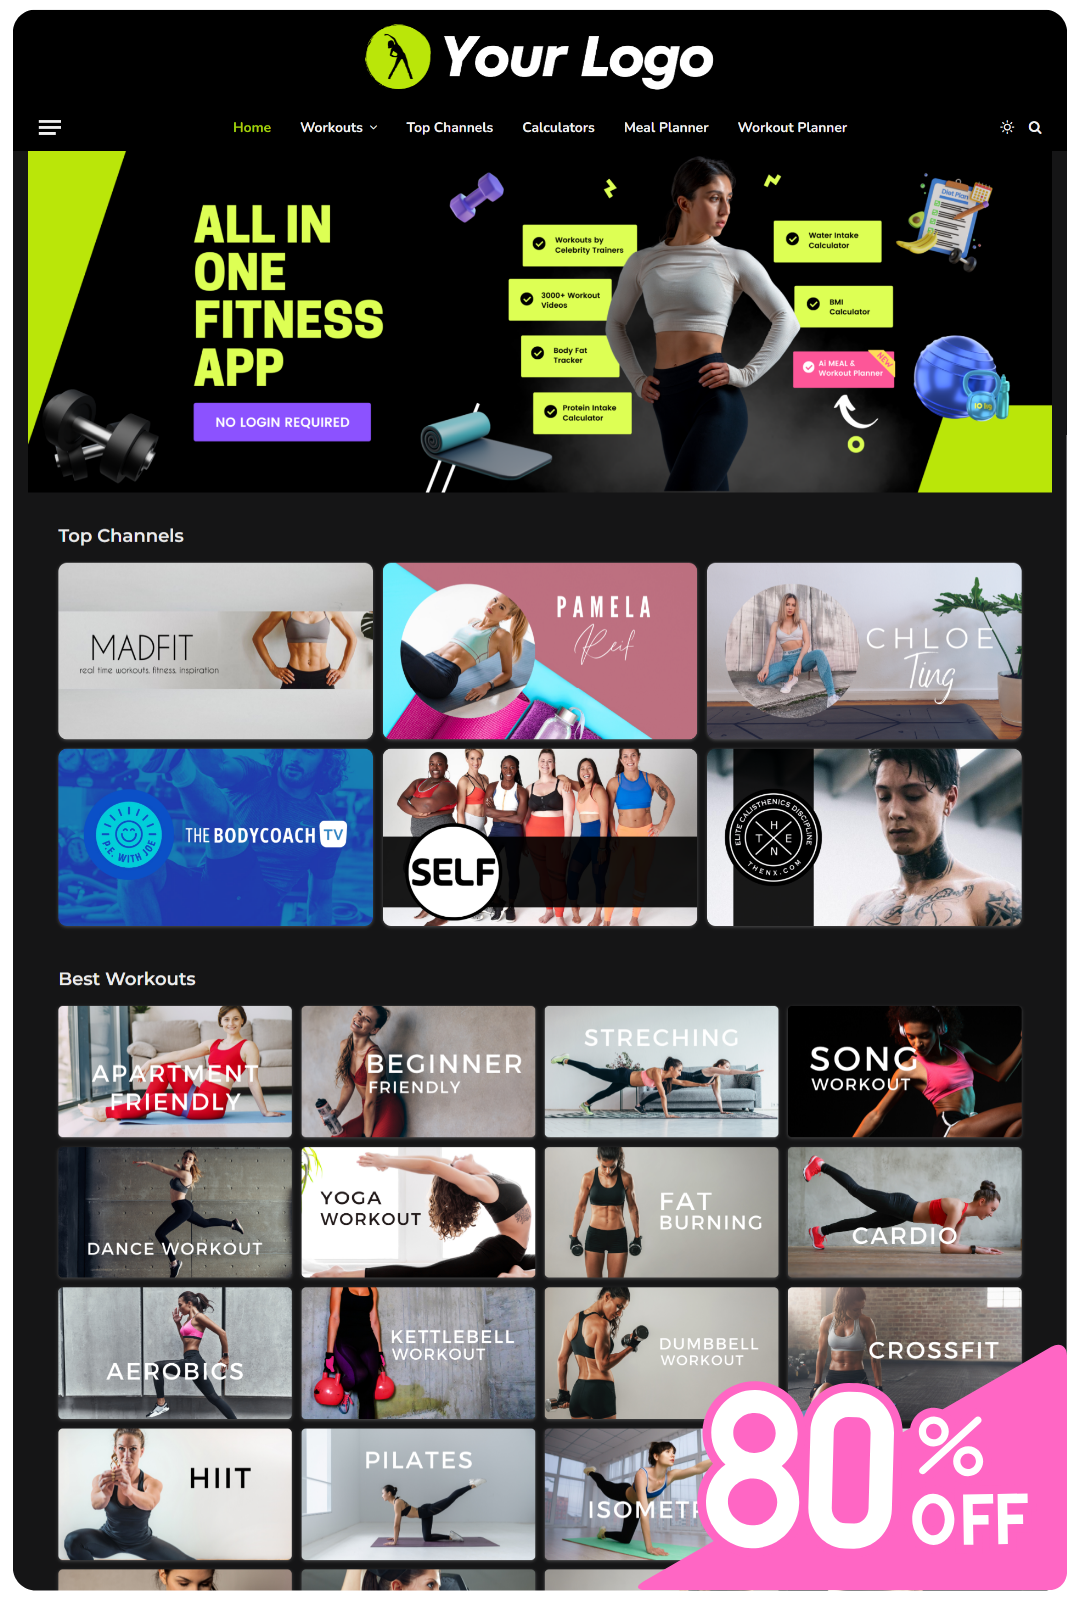 Your Logo
Home
Workouts
Top Channels
Calculators
Meal Planner
Workout Planner
ALL IN
ONE
FITNESS
APP
NO LOGIN REQUIRED
Workouts by
Celebrity Trainers
3000+ Workout
Videos
Body Fat
Tracker
Protein Intake
Calculator
Water Intake
Calculator
BMI
Calculator
Ai MEAL &
Workout Planner
NEW
Diet Plan
10 kg
Top Channels
MADFIT
real time workouts. fitness. inspiration
PAMELA
Reif
CHLOE
Ting
P.E. WITH JOE
THE BODYCOACH TV
SELF
ELITE CALISTHENICS DISCIPLINE
THENX.COM
H
T E
N
Best Workouts
APARTMENT
FRIENDLY
BEGINNER
FRIENDLY
STRECHING
SONG
WORKOUT
DANCE WORKOUT
YOGA
WORKOUT
FAT
BURNING
CARDIO
AEROBICS
KETTLEBELL
WORKOUT
DUMBBELL
WORKOUT
CROSSFIT
HIIT
PILATES
ISOMET
80%
OFF